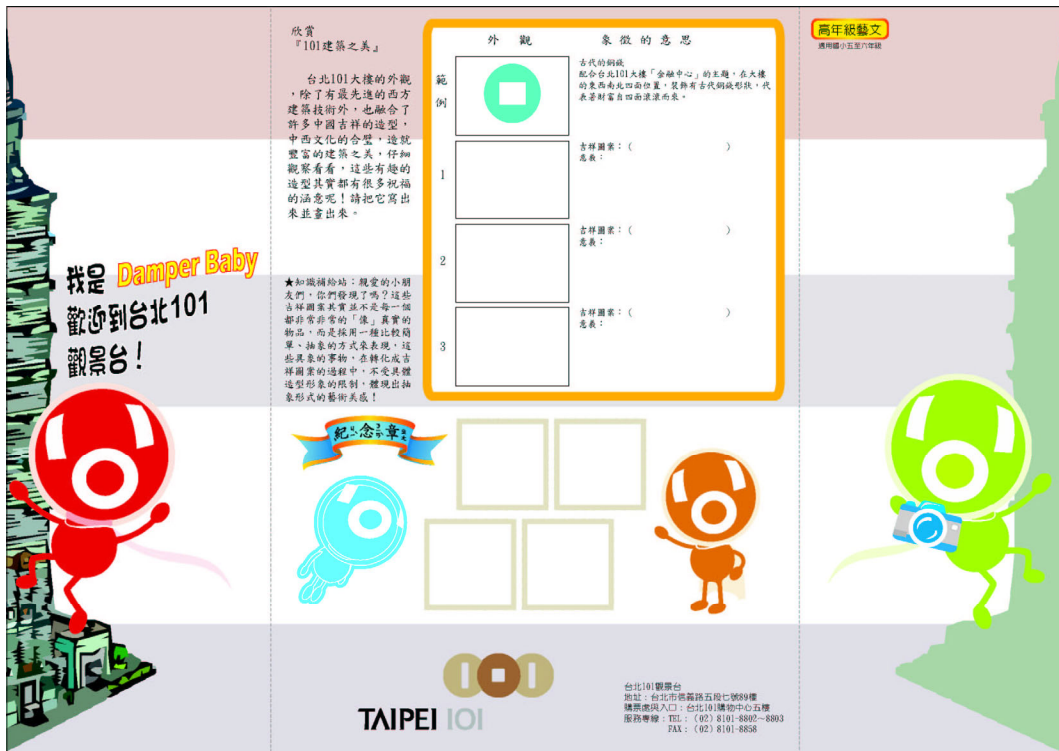 我是 Damper Baby
歡迎到台北101
觀景台！
欣賞
『101建築之美』
台北101大樓的外觀
，除了有最先進的西方
建築技術外，也融合了
許多中國吉祥的造型，
中西文化的合璧，造就
豐富的建築之美，仔細
觀察看看，這些有趣的
造型其實都有很多祝福
的涵意呢！請把它寫出
來並畫出來。
★知識補給站：親愛的小朋
友們，你們發現了嗎？這些
吉祥圖案其實並不是每一個
都非常非常的「像」真實的
物品，而是採用一種比較簡
單、抽象的方式來表現，這
些具象的事物，在轉化成吉
祥圖案的過程中，不受具體
造型形象的限制，體現出抽
象形式的藝術美感！
外觀 象徵的意思
範例
古代的銅錢
配合台北101大樓「金融中心」的主題，在大樓
的東西南北四面位置，裝飾有古代銅錢形狀，代
表著財富自四面滾滾而來。
1
吉祥圖案：（ ）
意義：
2
吉祥圖案：（ ）
意義：
3
吉祥圖案：（ ）
意義：
紀念章
高年級藝文
適用國小五至六年級
TAIPEI 101
台北101觀景台
地址：台北市信義路五段七號89樓
購票處與入口：台北101購物中心五樓
服務專線：TEL：（02）8101-8802～8803
FAX：（02）8101-8858